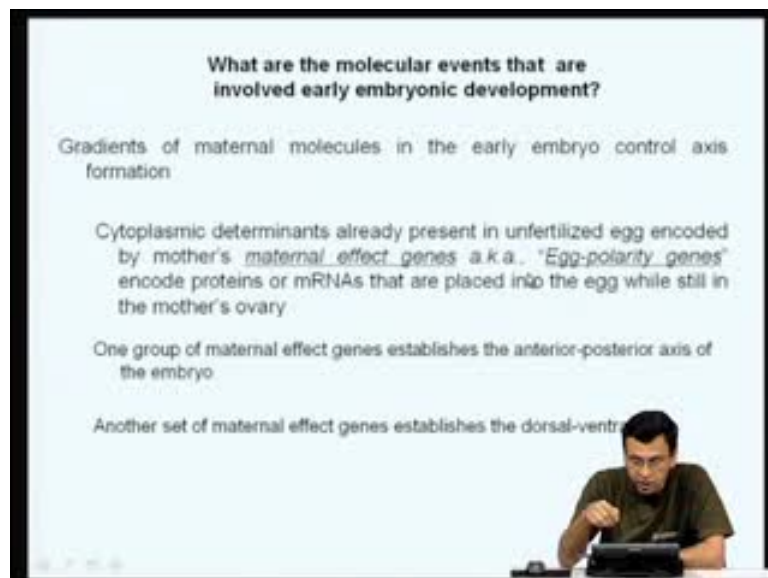 What are the molecular events that are
involved early embryonic development?
Gradients of maternal molecules in the early embryo control axis
formation
Cytoplasmic determinants already present in unfertilized egg encoded
by mother's maternal effect genes a.k.a., "Egg-polarity genes"
encode proteins or mRNAs that are placed into the egg while still in
the mother's ovary
One group of maternal effect genes establishes the anterior-posterior axis of
the embryo
Another set of maternal effect genes establishes the dorsal-ventra